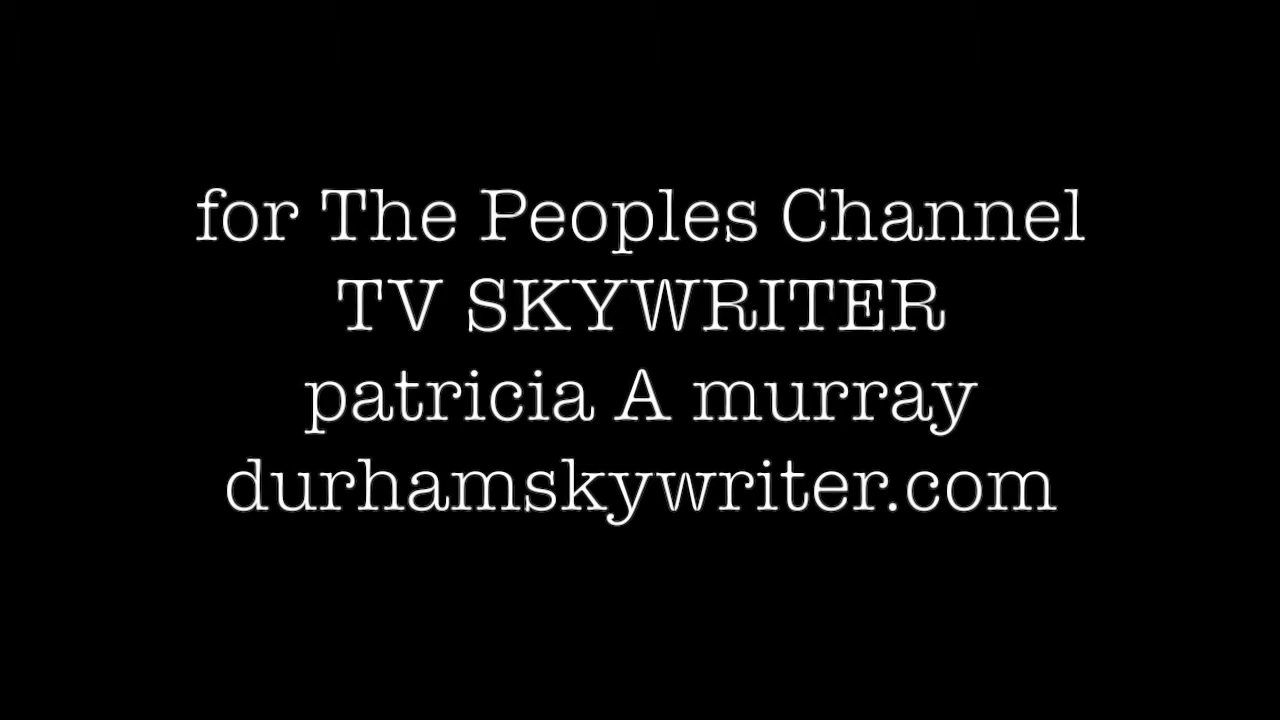 for The Peoples Channel
TV SKYWRITER
patricia A murray
durhamskywriter.com